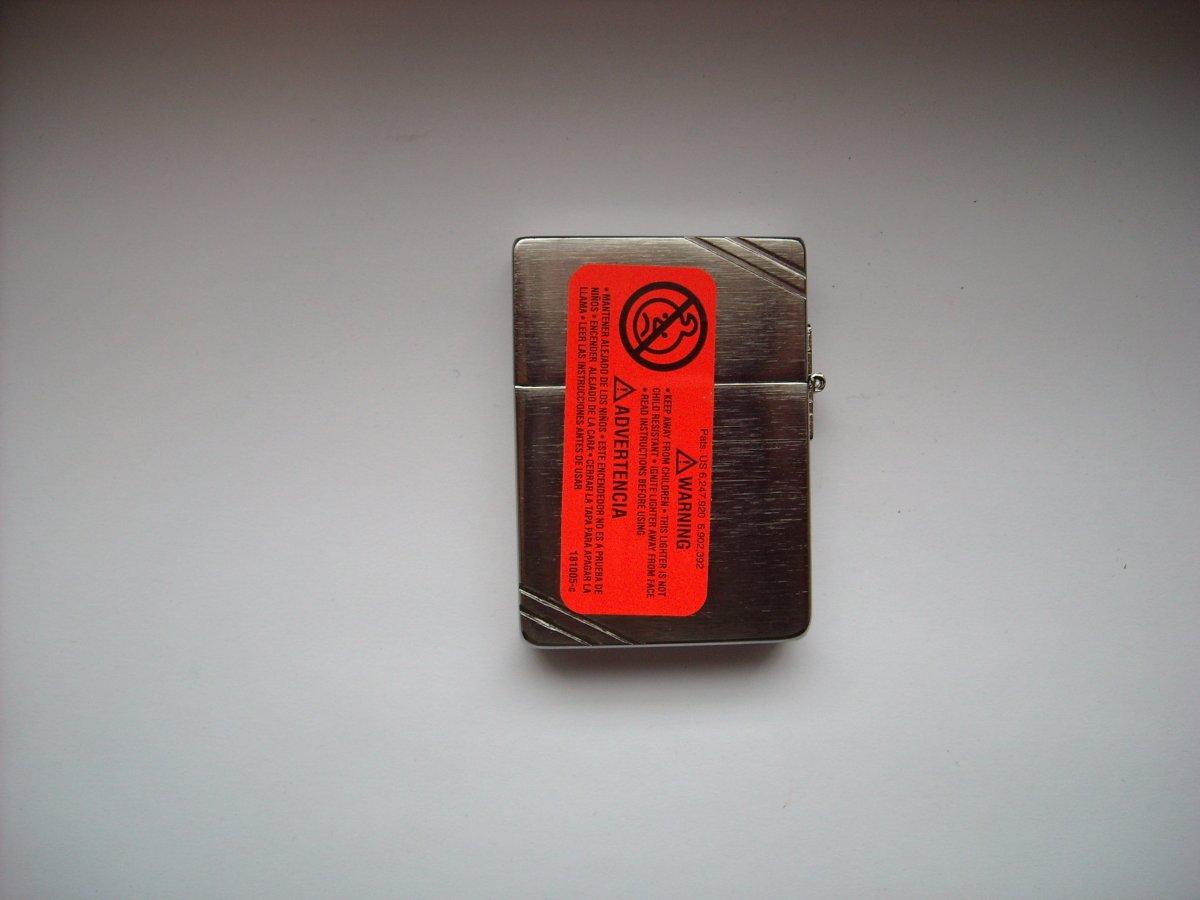 Pats. US 6,247,920 6,902,392
⚠ WARNING
• KEEP AWAY FROM CHILDREN • THIS LIGHTER IS NOT
CHILD RESISTANT • IGNITE LIGHTER AWAY FROM FACE
• READ INSTRUCTIONS BEFORE USING
⚠ ADVERTENCIA
• MANTENER ALEJADO DE LOS NIÑOS • ESTE ENCENDEDOR NO ES A PRUEBA DE
NIÑOS • ENCENDER ALEJADO DE LA CARA • CERRAR LA TAPA PARA APAGAR LA
LLAMA • LEER LAS INSTRUCCIONES ANTES DE USAR
181005-G